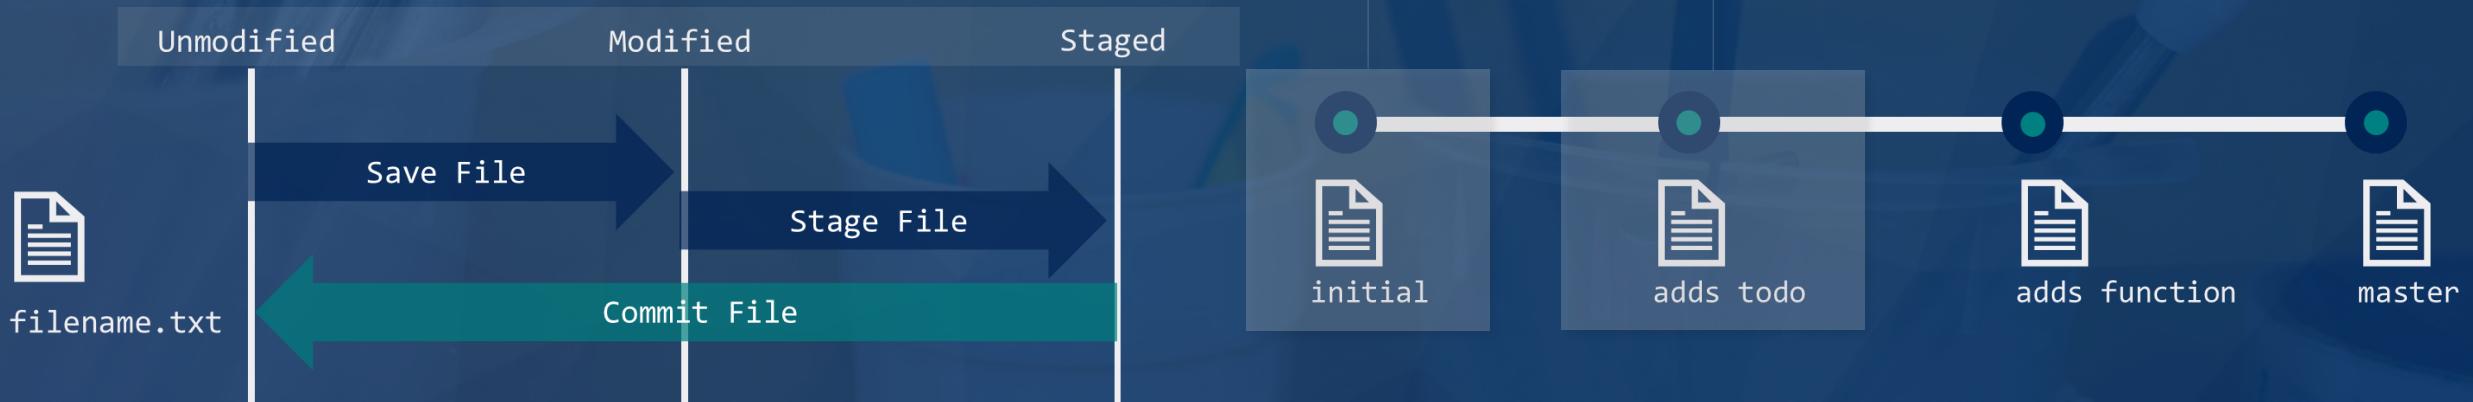 Unmodified
Modified
Staged
Save File
Stage File
Commit File
filename.txt
initial
adds todo
adds function
master